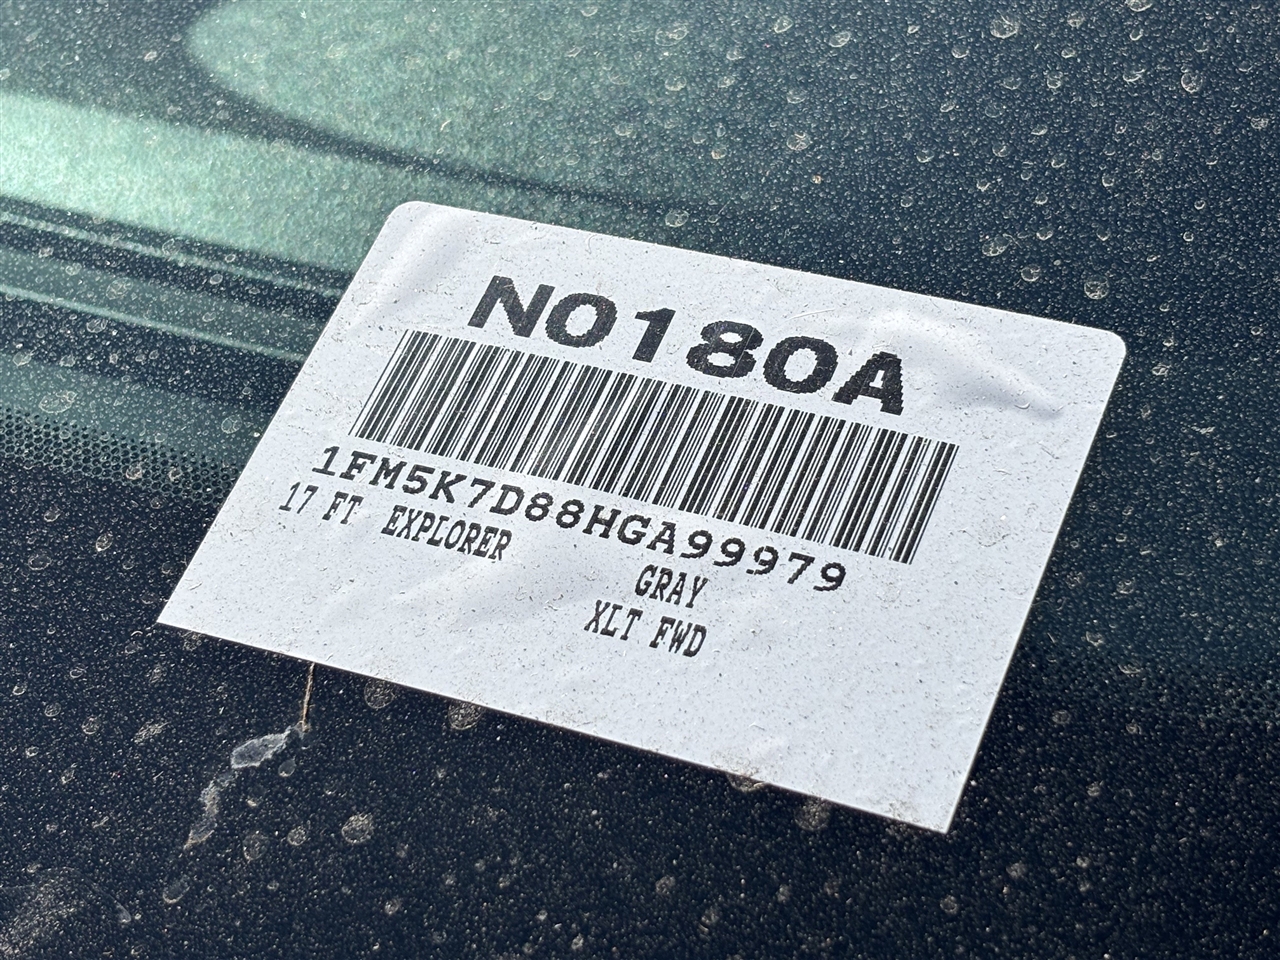 N0180A
1FM5K7D88HGA99979
17 FT EXPLORER
GRAY
XLT FWD